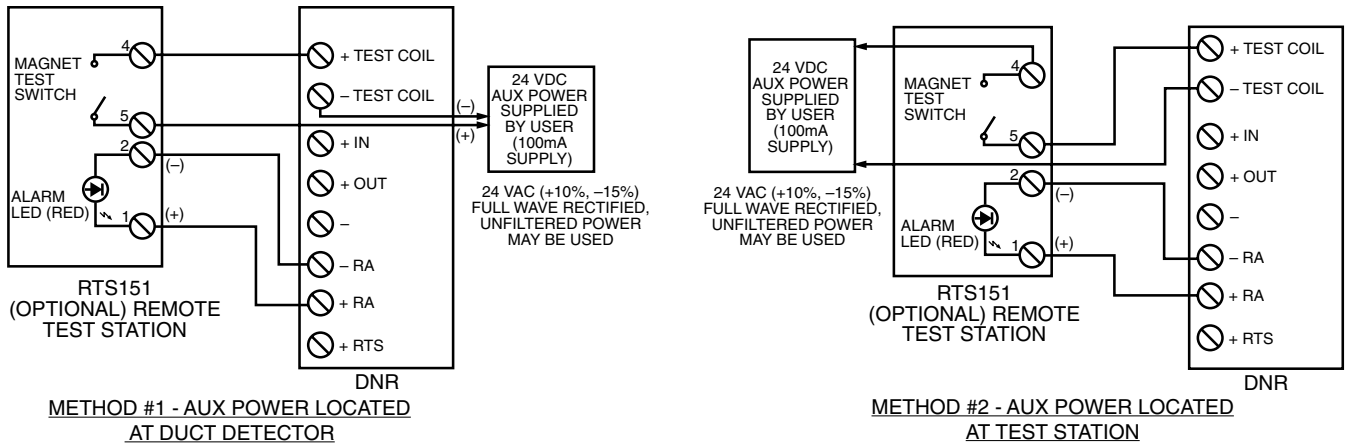 4
MAGNET
TEST
SWITCH
5
2
(–)
ALARM
LED (RED)
1
(+)
RTS151
(OPTIONAL) REMOTE
TEST STATION
+ TEST COIL
– TEST COIL
+ IN
+ OUT
–
– RA
+ RA
+ RTS
DNR
(–)
(+)
24 VDC
AUX POWER
SUPPLIED
BY USER
(100mA
SUPPLY)
24 VAC (+10%, –15%)
FULL WAVE RECTIFIED,
UNFILTERED POWER
MAY BE USED
METHOD #1 - AUX POWER LOCATED
AT DUCT DETECTOR
24 VDC
AUX POWER
SUPPLIED
BY USER
(100mA
SUPPLY)
24 VAC (+10%, –15%)
FULL WAVE RECTIFIED,
UNFILTERED POWER
MAY BE USED
4
MAGNET
TEST
SWITCH
5
2
(–)
ALARM
LED (RED)
1
(+)
RTS151
(OPTIONAL) REMOTE
TEST STATION
+ TEST COIL
– TEST COIL
+ IN
+ OUT
–
– RA
+ RA
+ RTS
DNR
METHOD #2 - AUX POWER LOCATED
AT TEST STATION